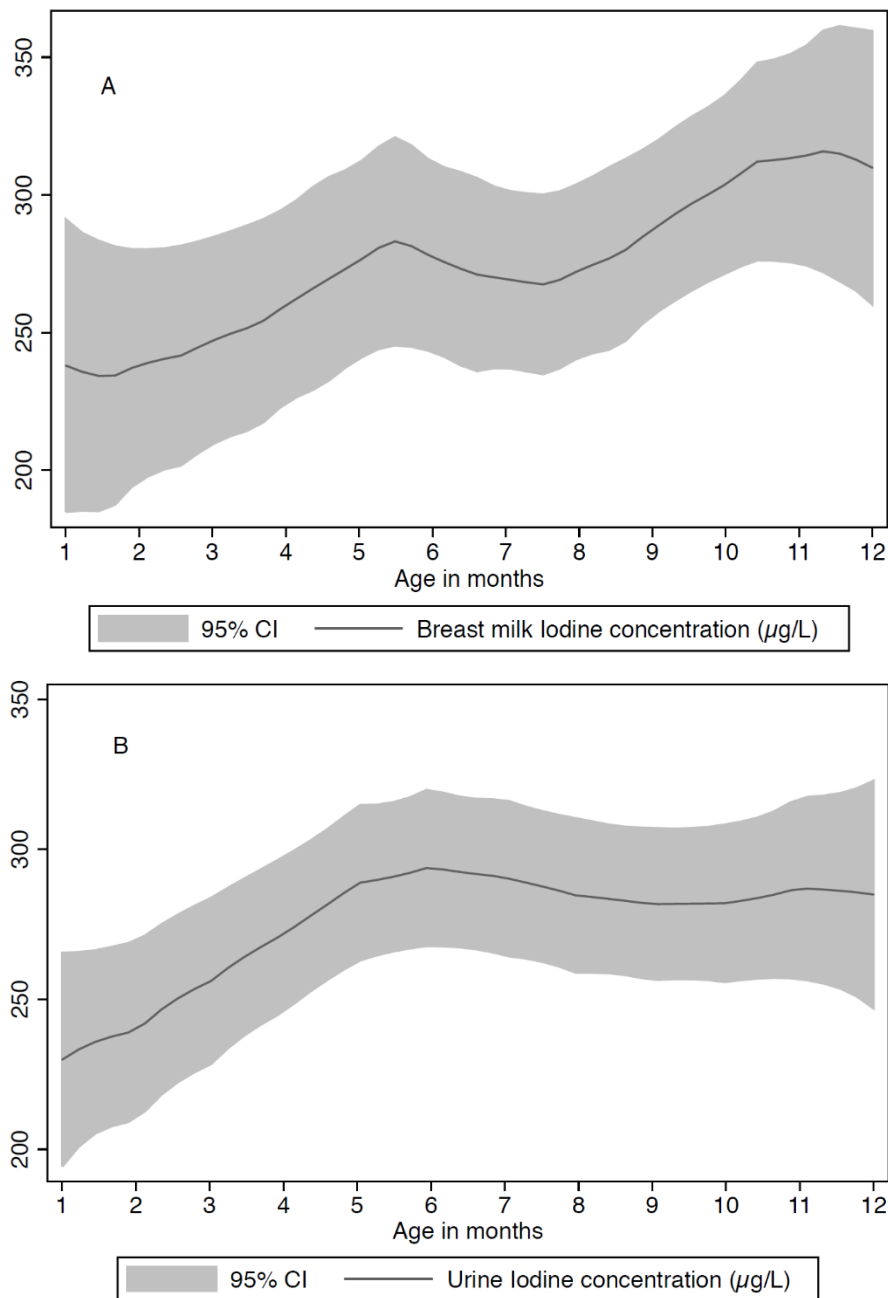 A
350
300
250
200
1 2 3 4 5 6 7 8 9 10 11 12
Age in months
95% CI Breast milk Iodine concentration (µg/L)
B
350
300
250
200
1 2 3 4 5 6 7 8 9 10 11 12
Age in months
95% CI Urine Iodine concentration (µg/L)